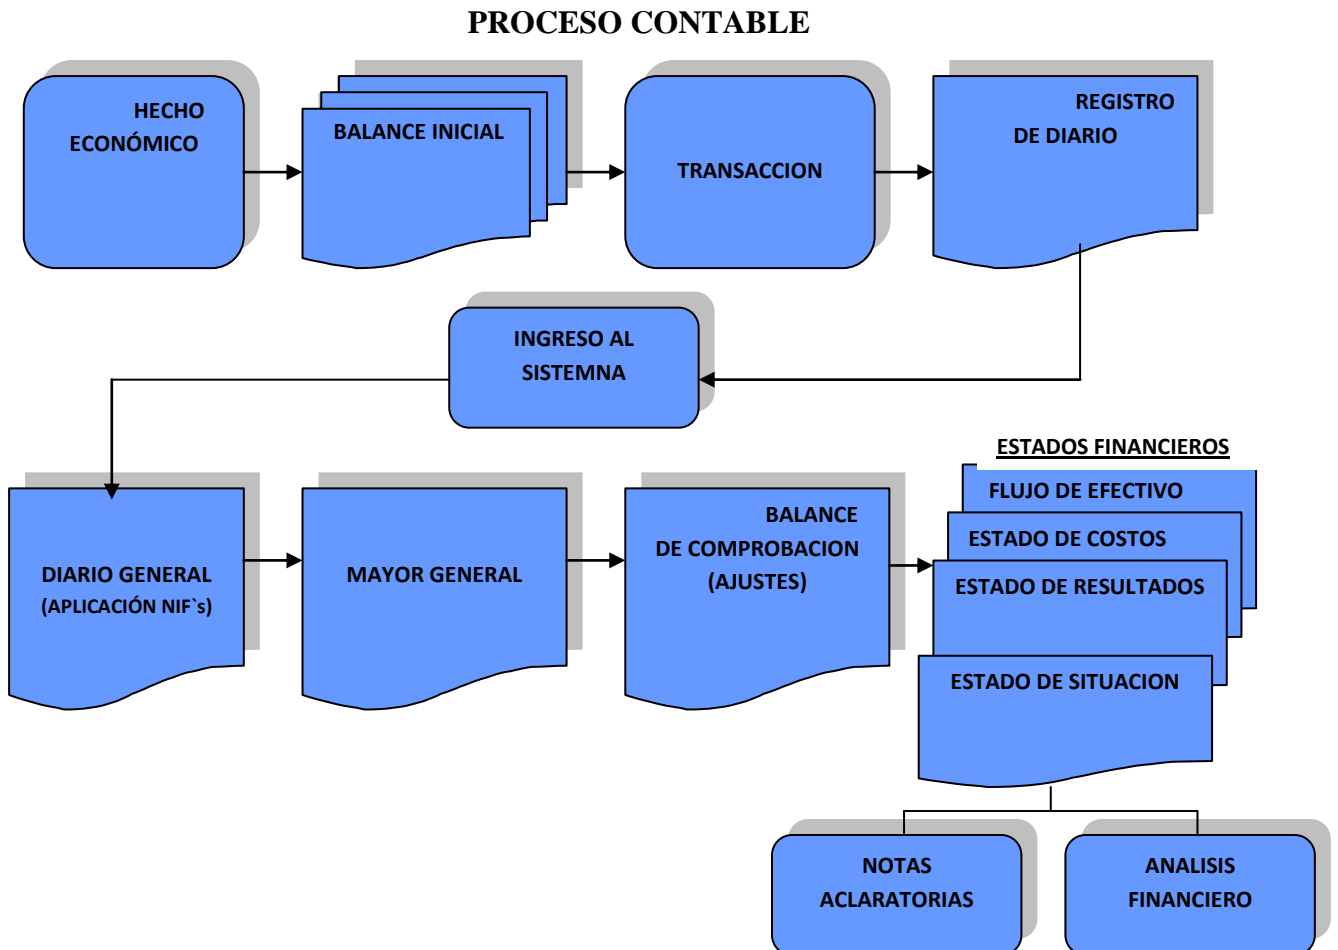 PROCESO CONTABLE
HECHO
ECONÓMICO
BALANCE INICIAL
TRANSACCION
REGISTRO
DE DIARIO
INGRESO AL
SISTEMNA
DIARIO GENERAL
(APLICACIÓN NIF`s)
MAYOR GENERAL
BALANCE
DE COMPROBACION
(AJUSTES)
ESTADOS FINANCIEROS
FLUJO DE EFECTIVO
ESTADO DE COSTOS
ESTADO DE RESULTADOS
ESTADO DE SITUACION
NOTAS
ACLARATORIAS
ANALISIS
FINANCIERO